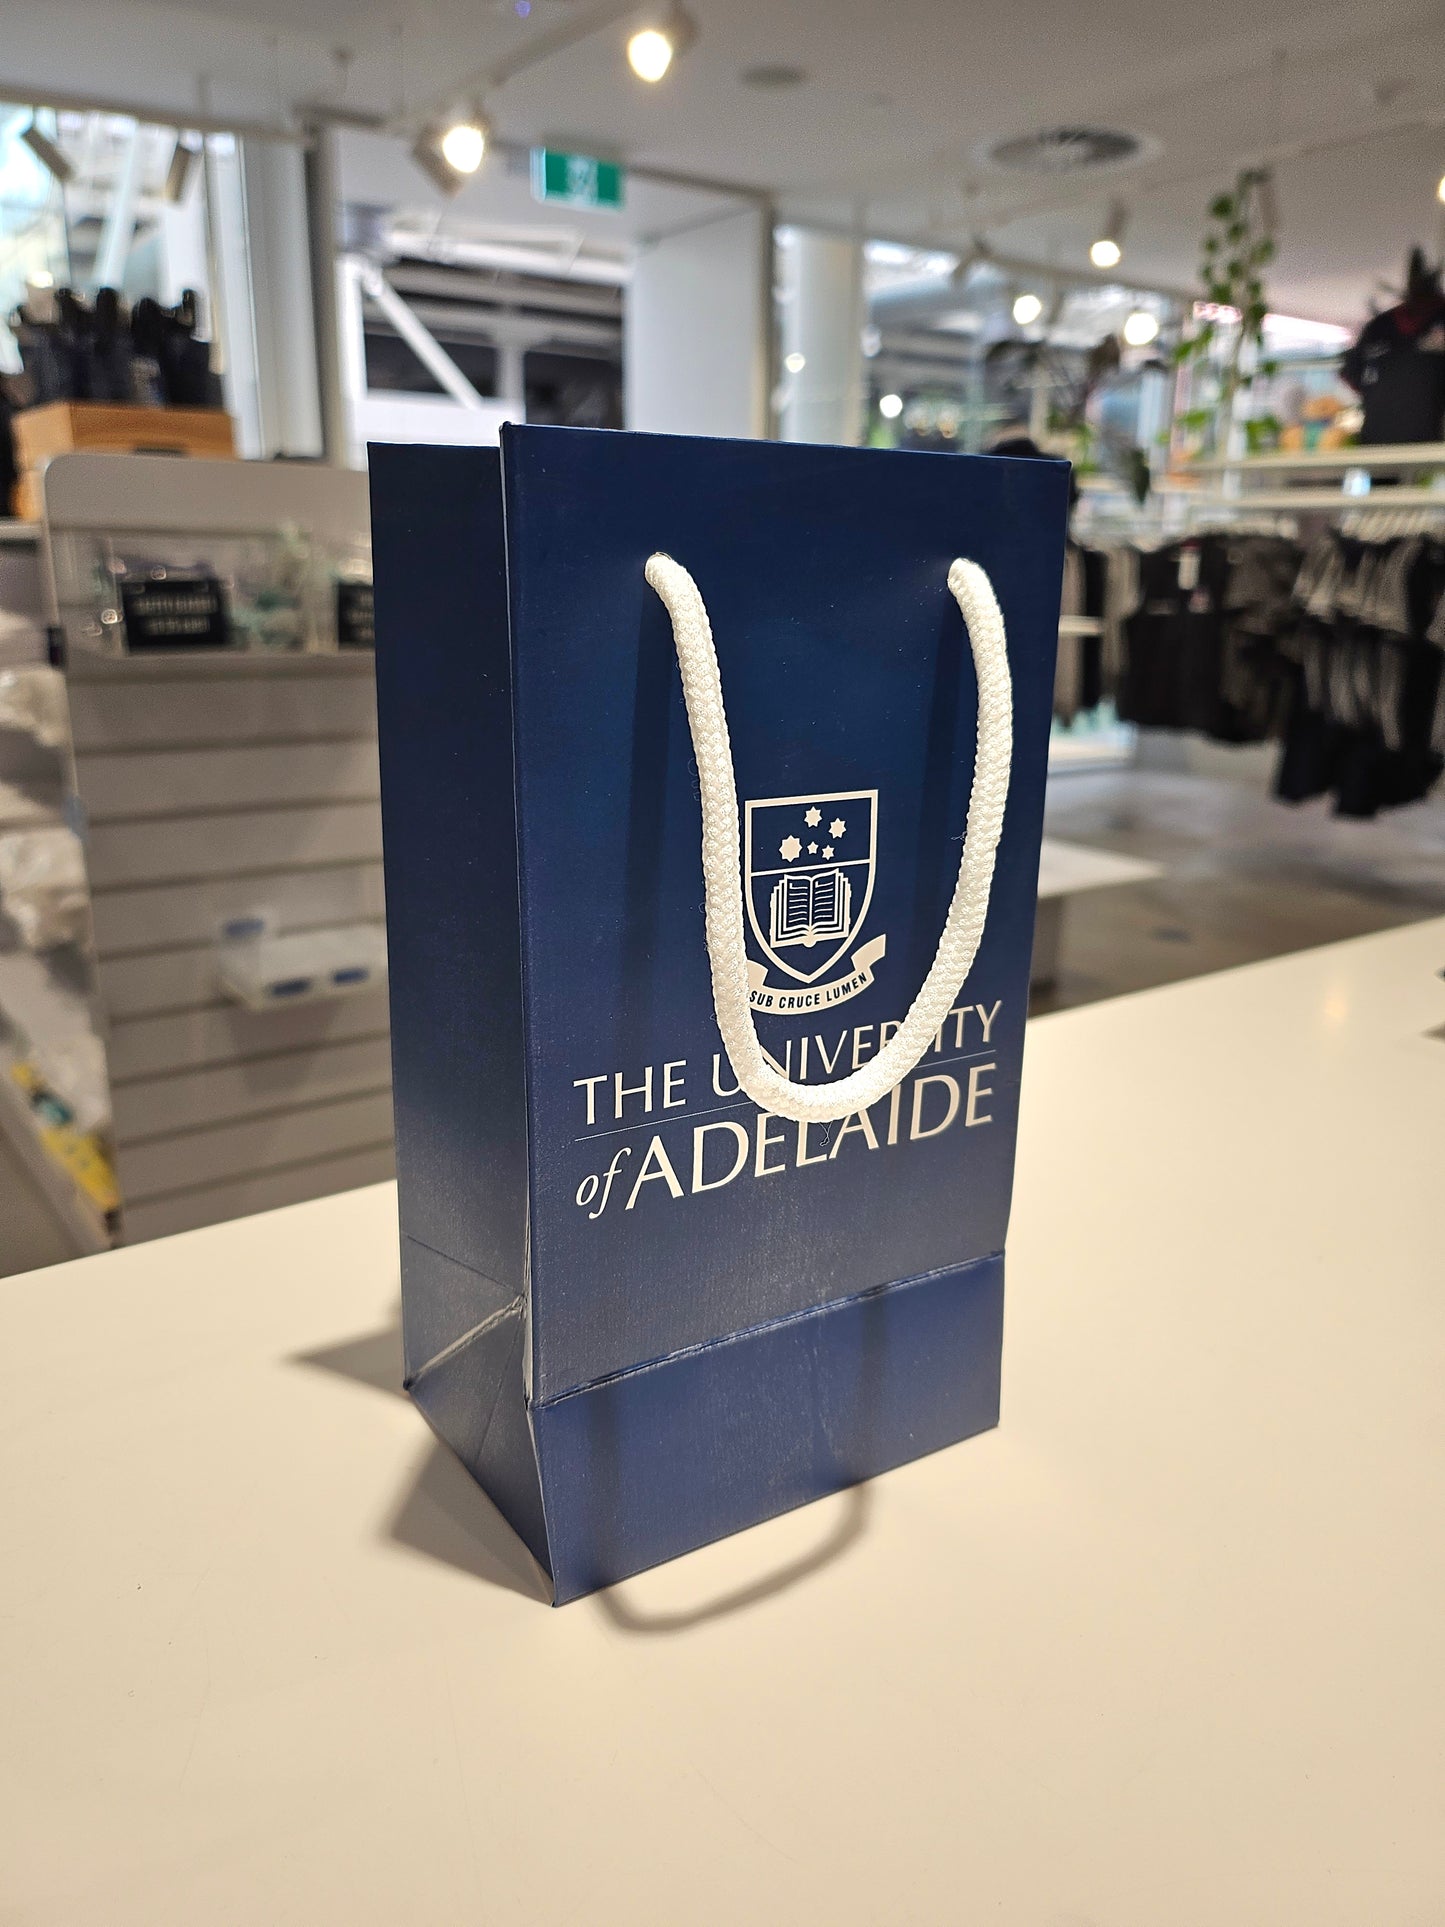 SUB CRUCE LUMEN
THE UNIVERSITY
of ADELAIDE